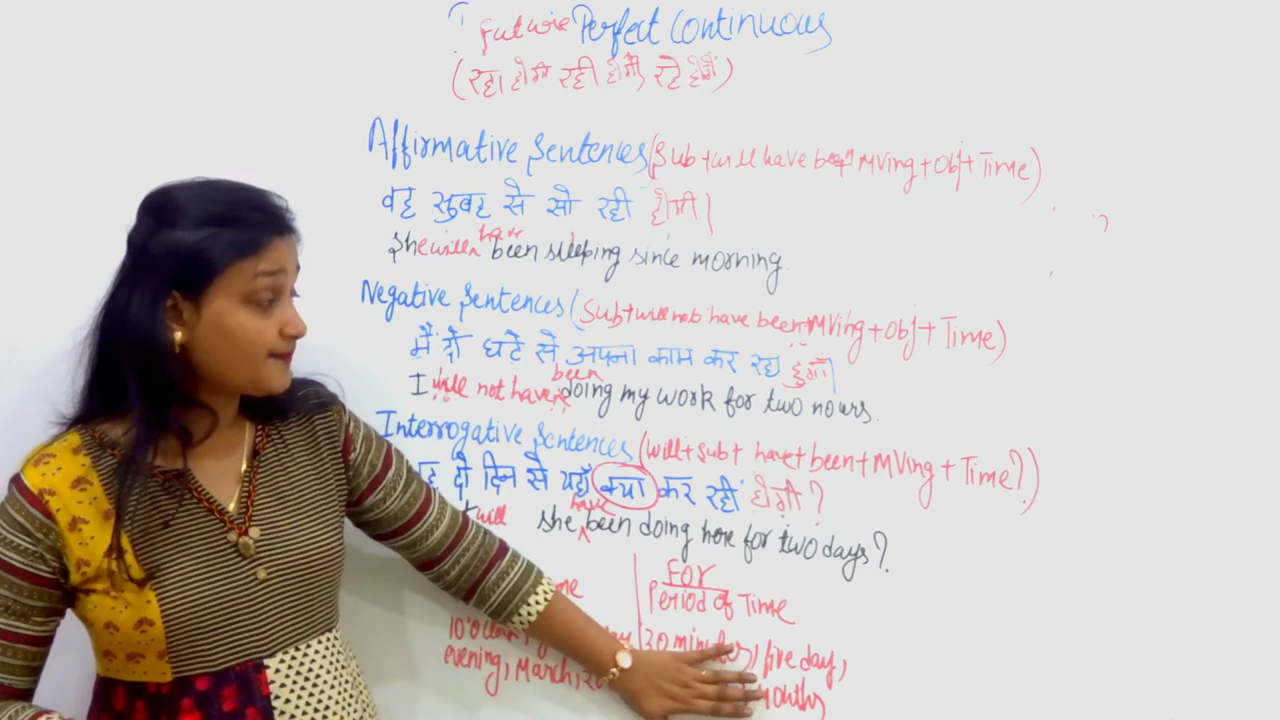 Future Perfect Continuous
(रहा होगा रही होगी, रहे होंगे)
Affirmative Sentences (Sub + will have been MVing + Obj + Time)
वह सुबह से सो रही होगी।
She will have been sleeping since morning
Negative Sentences (Sub + will not have been + MVing + Obj + Time)
मैं दो घंटे से अपना काम कर रहा हुंगा।
I will not have been doing my work for two hours.
Interrogative Sentences (will + Sub + have + been + MVing + Time?)
दो दिन से यहाँ क्या कर रही होगी?
will she have been doing here for two days?
For
Period of Time
30 minutes, five day,
evening, March,
months